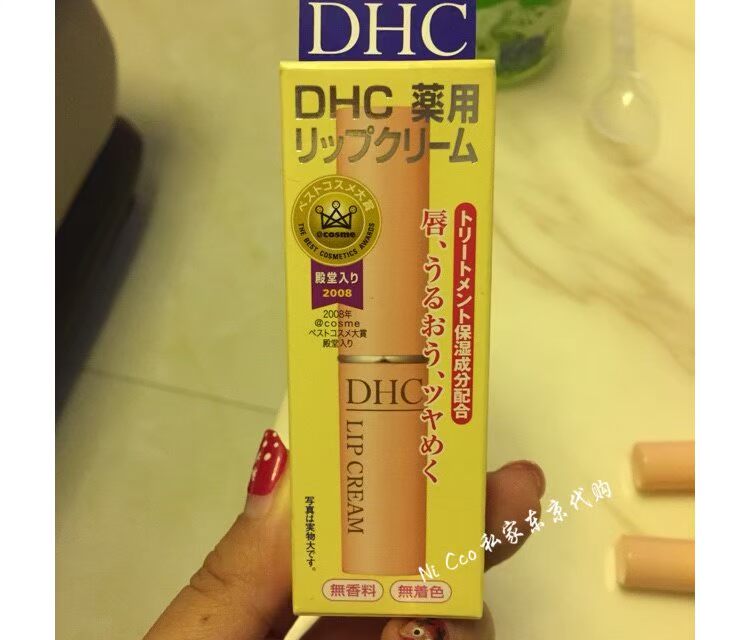 DHC
DHC 薬用
リップクリーム
ベストコスメ大賞
@cosme
THE BEST COSMETICS AWARDS
殿堂入り
2008
2008年
@cosme
ベストコスメ大賞
殿堂入り
トリートメント保湿成分配合
唇、うるおう、ツヤめく
DHC
LIP CREAM
写真は実物大です。
無香料
無着色
Ni Cco 私家东京代购